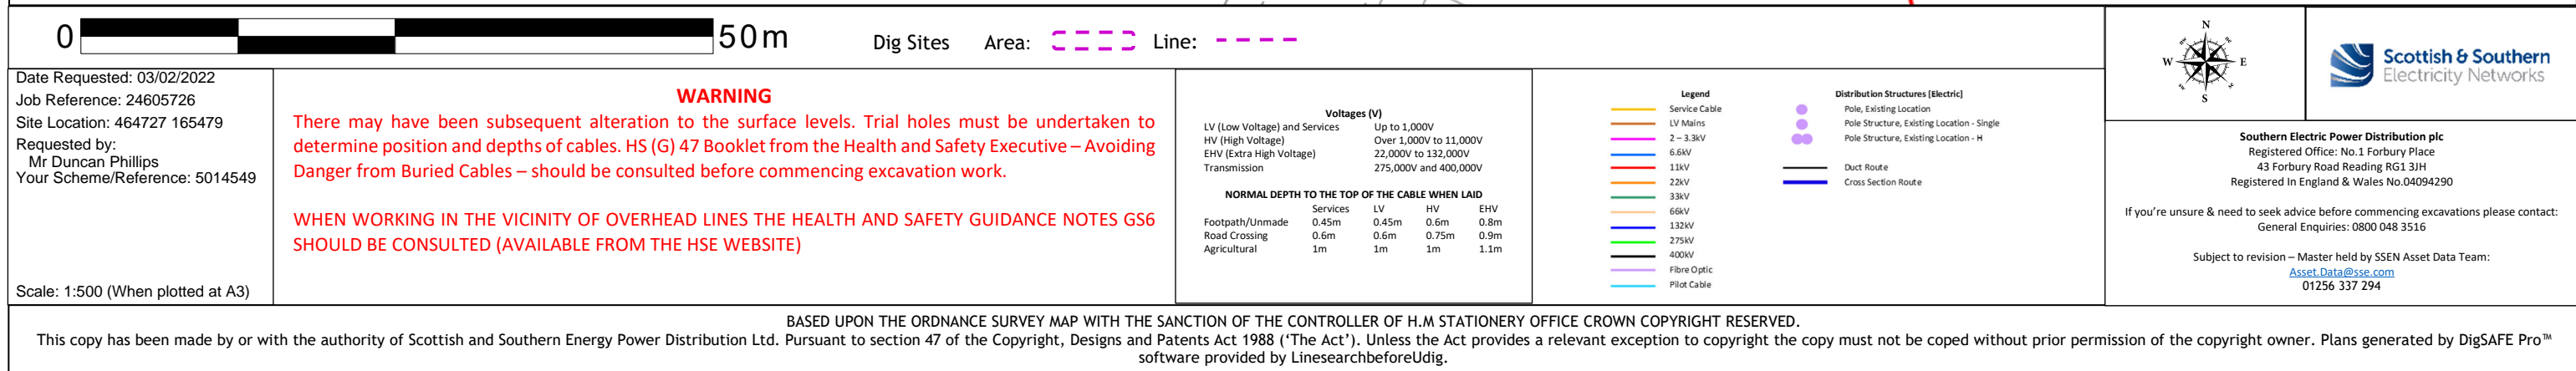 0 50m Dig Sites Area: Line:
N
W E
S
Scottish & Southern
Electricity Networks
Date Requested: 03/02/2022
Job Reference: 24605726
Site Location: 464727 165479
Requested by:
Mr Duncan Phillips
Your Scheme/Reference: 5014549
Scale: 1:500 (When plotted at A3)
WARNING
There may have been subsequent alteration to the surface levels. Trial holes must be undertaken to
determine position and depths of cables. HS (G) 47 Booklet from the Health and Safety Executive – Avoiding
Danger from Buried Cables – should be consulted before commencing excavation work.
WHEN WORKING IN THE VICINITY OF OVERHEAD LINES THE HEALTH AND SAFETY GUIDANCE NOTES GS6
SHOULD BE CONSULTED (AVAILABLE FROM THE HSE WEBSITE)
Voltages (V)
LV (Low Voltage) and Services Up to 1,000V
HV (High Voltage) Over 1,000V to 11,000V
EHV (Extra High Voltage) 22,000V to 132,000V
Transmission 275,000V and 400,000V
NORMAL DEPTH TO THE TOP OF THE CABLE WHEN LAID
Services LV HV EHV
Footpath/Unmade 0.45m 0.45m 0.6m 0.8m
Road Crossing 0.6m 0.6m 0.75m 0.9m
Agricultural 1m 1m 1m 1.1m
Legend
Service Cable
LV Mains
2 – 3.3kV
6.6kV
11kV
22kV
33kV
66kV
132kV
275kV
400kV
Fibre Optic
Pilot Cable
Distribution Structures [Electric]
Pole, Existing Location
Pole Structure, Existing Location - Single
Pole Structure, Existing Location - H
Duct Route
Cross Section Route
Southern Electric Power Distribution plc
Registered Office: No.1 Forbury Place
43 Forbury Road Reading RG1 3JH
Registered In England & Wales No.04094290
If you're unsure & need to seek advice before commencing excavations please contact:
General Enquiries: 0800 048 3516
Subject to revision – Master held by SSEN Asset Data Team:
Asset.Data@sse.com
01256 337 294
BASED UPON THE ORDNANCE SURVEY MAP WITH THE SANCTION OF THE CONTROLLER OF H.M STATIONERY OFFICE CROWN COPYRIGHT RESERVED.
This copy has been made by or with the authority of Scottish and Southern Energy Power Distribution Ltd. Pursuant to section 47 of the Copyright, Designs and Patents Act 1988 ('The Act'). Unless the Act provides a relevant exception to copyright the copy must not be coped without prior permission of the copyright owner. Plans generated by DigSAFE Pro™
software provided by LinesearchbeforeUdig.